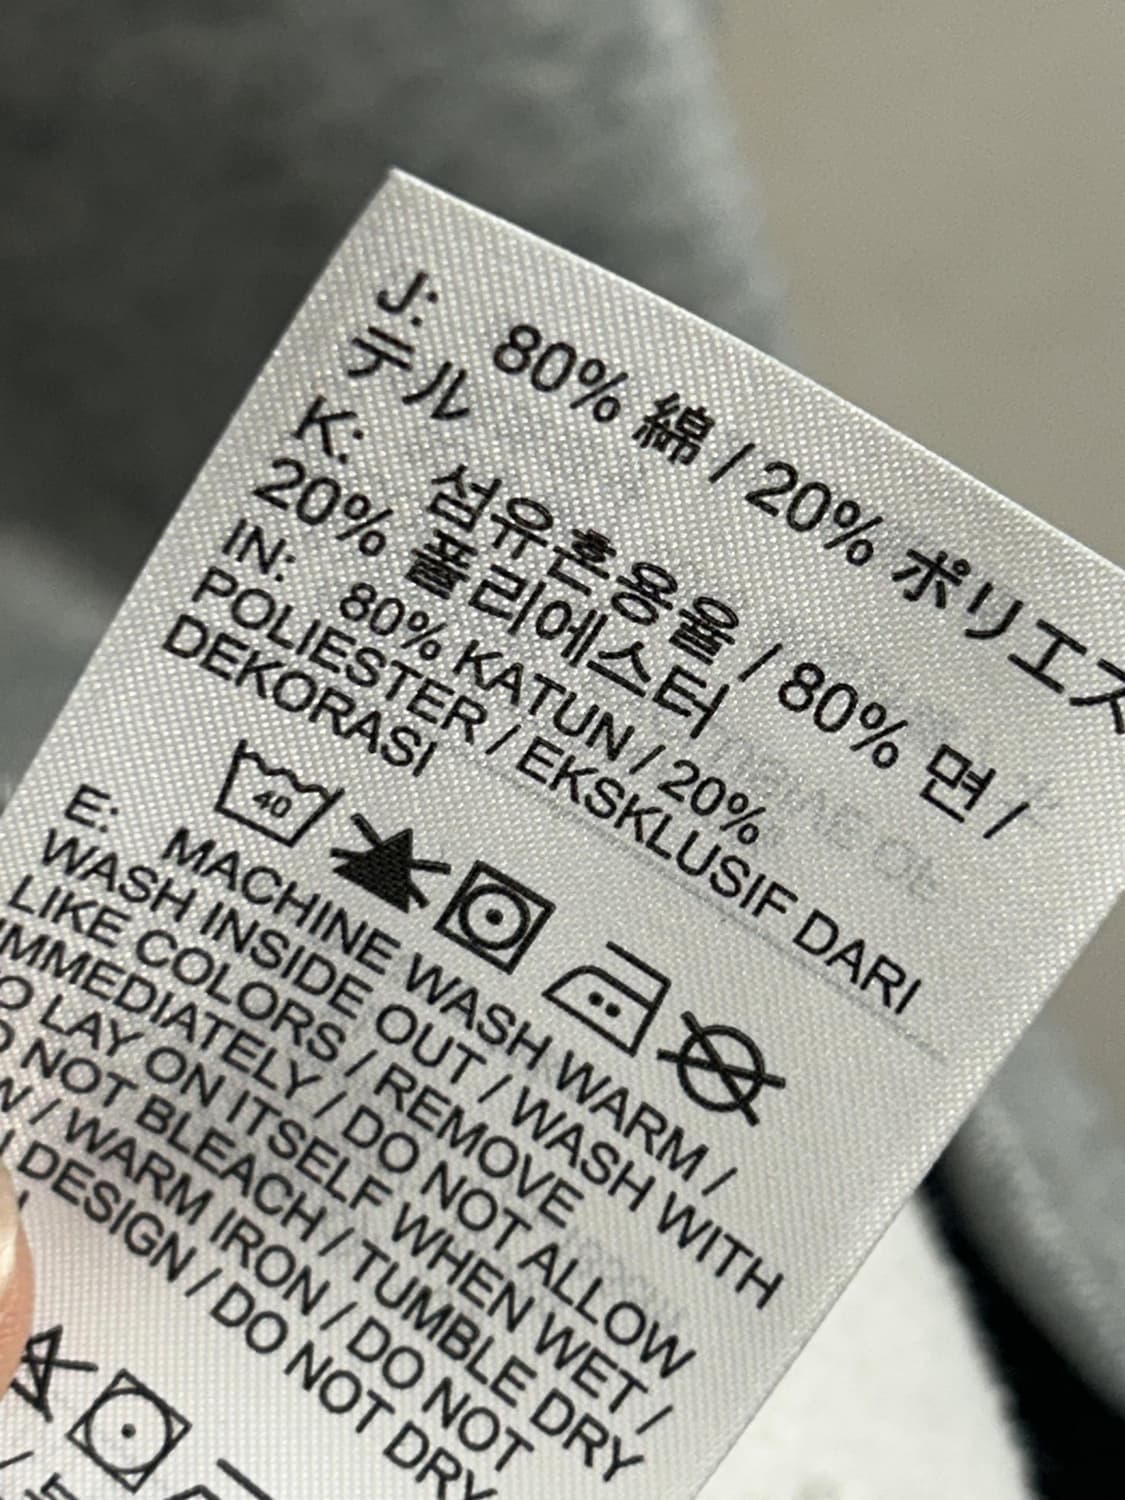 J: 80% 綿 / 20% ポリエス
テル
K: 섬유혼용율 / 80% 면 /
20% 폴리에스터
IN: 80% KATUN / 20%
POLIESTER / EKSKLUSIF DARI
DEKORASI
40
E: MACHINE WASH WARM /
WASH INSIDE OUT / WASH WITH
LIKE COLORS / REMOVE
IMMEDIATELY / DO NOT ALLOW
LAY ON ITSELF WHEN WET /
NOT BLEACH / TUMBLE DRY
/ WARM IRON / DO NOT
DESIGN / DO NOT DRY